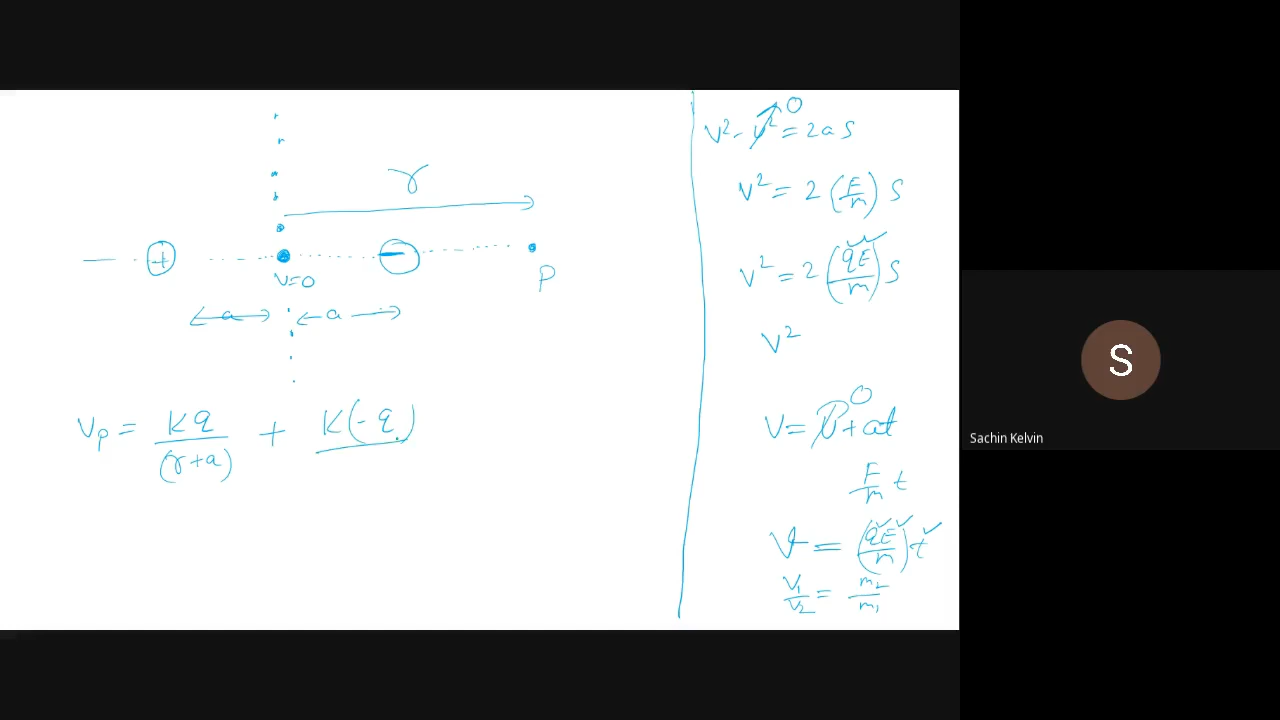 r
+
−
V=0
P
a
a
Vp = Kq/(r+a) + K(-q)
V² - U² = 2aS
0
V² = 2(F/m) S
V² = 2(qE/m) S
V²
0
V = U + at
F/m t
V = (qE/m) t
V₁/V₂ = m₂/m₁
S
Sachin Kelvin